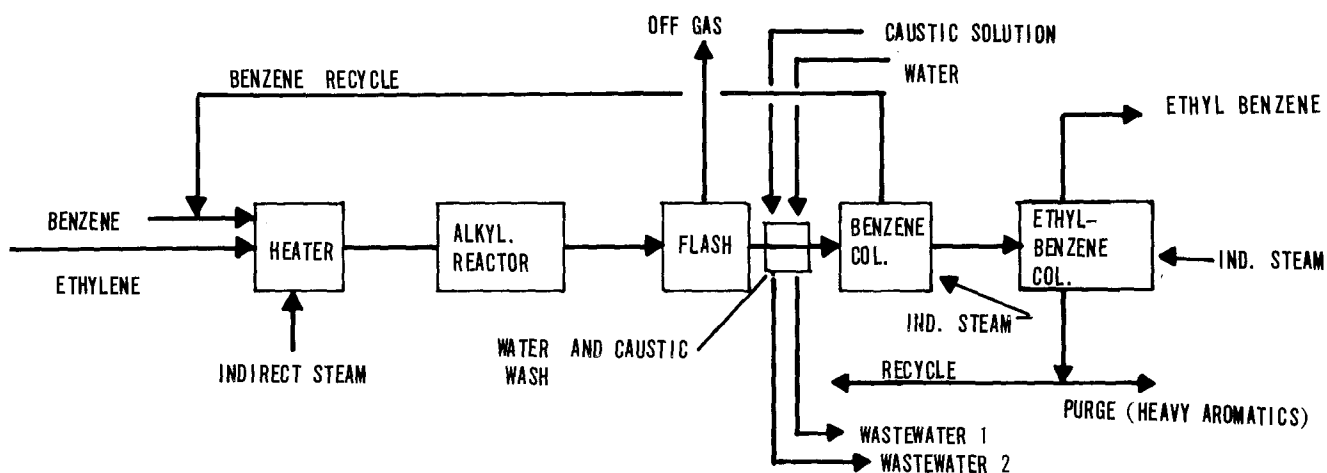 OFF GAS
CAUSTIC SOLUTION
WATER
BENZENE RECYCLE
ETHYL BENZENE
BENZENE
ETHYLENE
HEATER
ALKYL.
REACTOR
FLASH
BENZENE
COL.
ETHYL-
BENZENE
COL.
IND. STEAM
IND. STEAM
INDIRECT STEAM
WATER AND CAUSTIC
WASH
RECYCLE
PURGE (HEAVY AROMATICS)
WASTEWATER 1
WASTEWATER 2